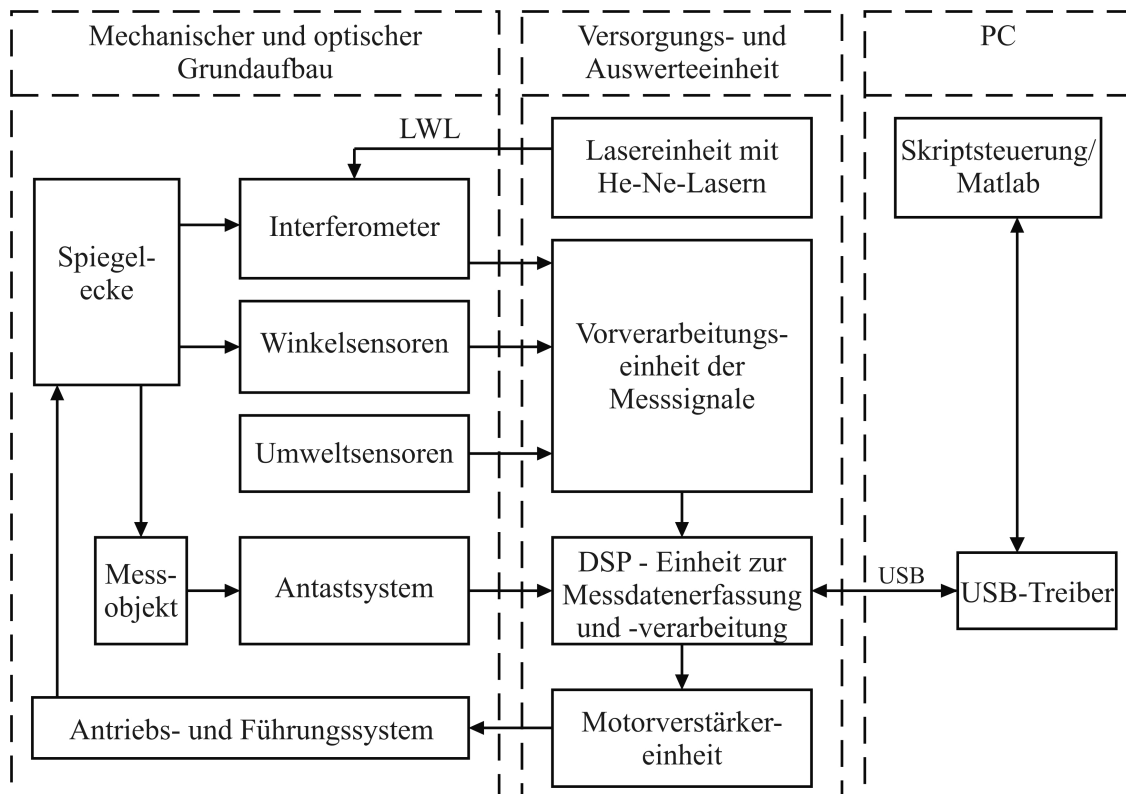 Mechanischer und optischer
Grundaufbau
Versorgungs- und
Auswerteeinheit
PC
LWL
Lasereinheit mit
He-Ne-Lasern
Skriptsteuerung/
Matlab
Spiegel-
ecke
Interferometer
Winkelsensoren
Vorverarbeitungs-
einheit der
Messsignale
Umweltsensoren
Mess-
objekt
Antastsystem
DSP - Einheit zur
Messdatenerfassung
und -verarbeitung
USB
USB-Treiber
Antriebs- und Führungssystem
Motorverstärker-
einheit